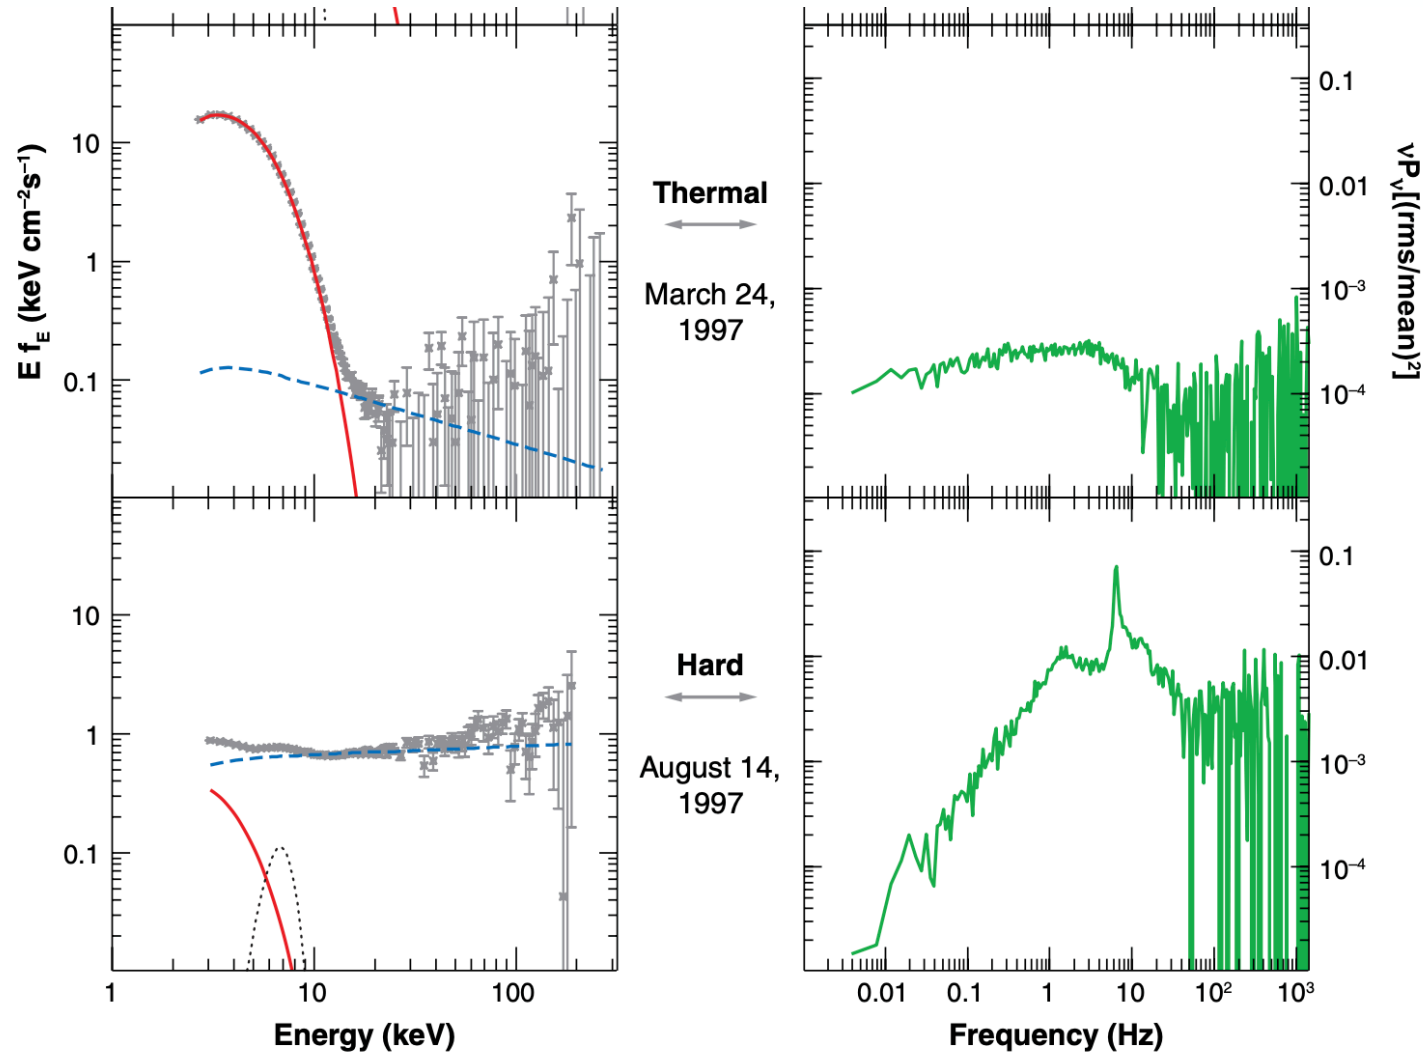 10
1
0.1
E f_E (keV cm⁻²s⁻¹)
Thermal
March 24,
1997
0.1
0.01
10⁻³
10⁻⁴
νP_ν[(rms/mean)²]
10
1
0.1
Hard
August 14,
1997
0.1
0.01
10⁻³
10⁻⁴
1 10 100
Energy (keV)
0.01 0.1 1 10 10² 10³
Frequency (Hz)